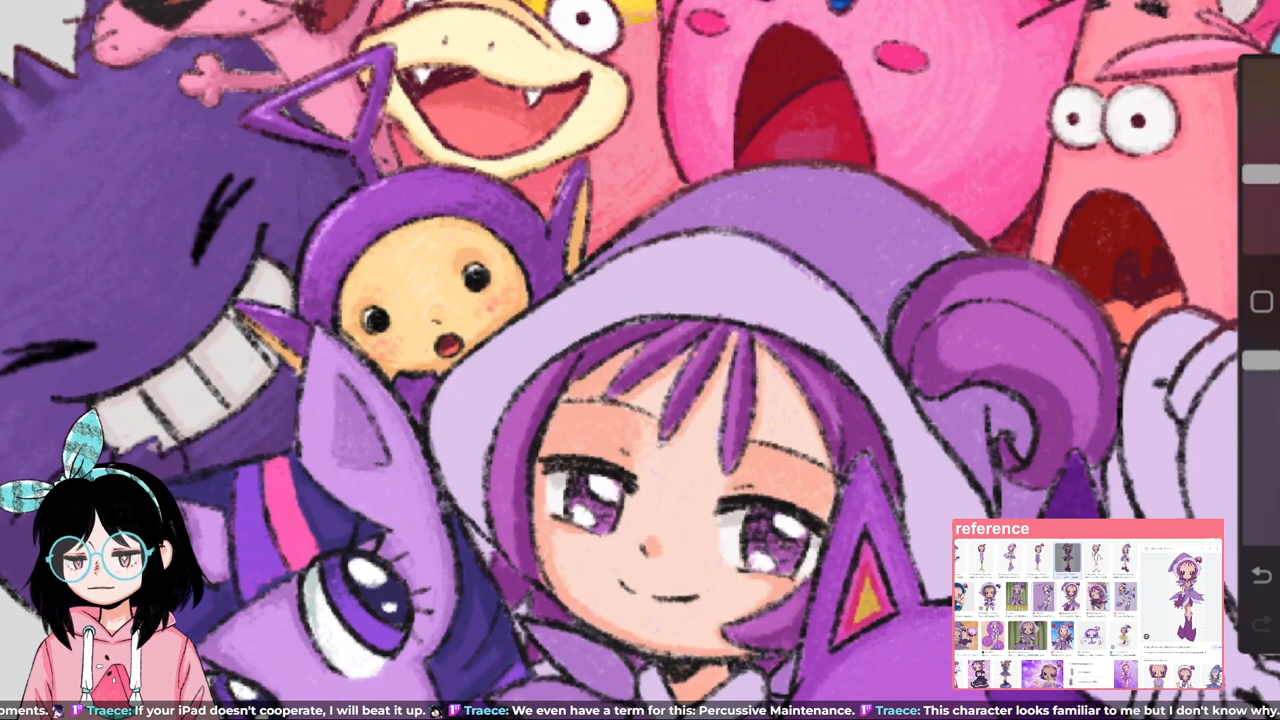 reference
oments. Traece: If your iPad doesn't cooperate, I will beat it up. Traece: We even have a term for this: Percussive Maintenance. Traece: This character looks familiar to me but I don't know why.